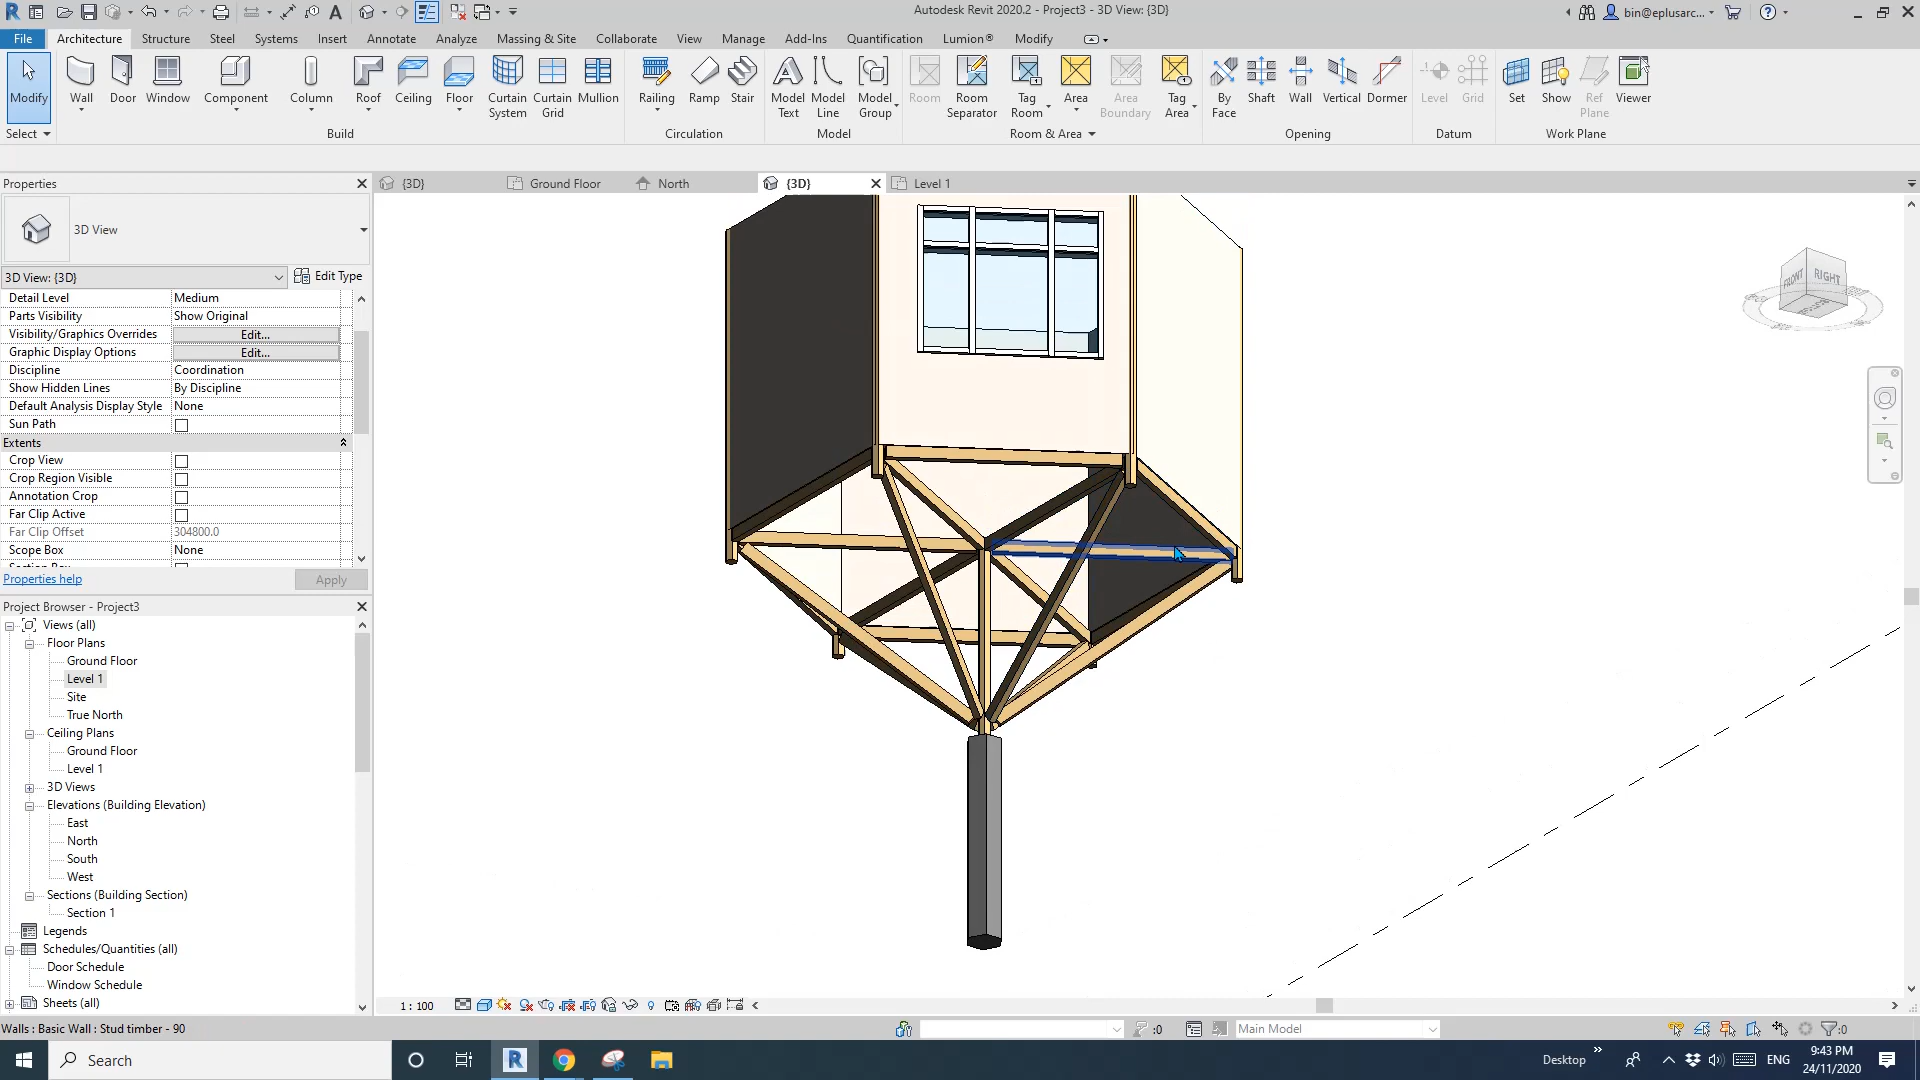 Autodesk Revit 2020.2 - Project3 - 3D View: {3D}
bin@eplusarc...
File Architecture Structure Steel Systems Insert Annotate Analyze Massing & Site Collaborate View Manage Add-Ins Quantification Lumion® Modify
Modify
Wall
Door
Window
Component
Column
Roof
Ceiling
Floor
Curtain System
Curtain Grid
Mullion
Railing
Ramp
Stair
Model Text
Model Line
Model Group
Room
Room Separator
Tag Room
Area
Area Boundary
Tag Area
By Face
Shaft
Wall
Vertical
Dormer
Level
Grid
Set
Show
Ref Plane
Viewer
Select
Build
Circulation
Model
Room & Area
Opening
Datum
Work Plane
Properties
{3D}
Ground Floor
North
{3D}
Level 1
3D View
3D View: {3D}
Edit Type
Detail Level Medium
Parts Visibility Show Original
Visibility/Graphics Overrides Edit...
Graphic Display Options Edit...
Discipline Coordination
Show Hidden Lines By Discipline
Default Analysis Display Style None
Sun Path
Extents
Crop View
Crop Region Visible
Annotation Crop
Far Clip Active
Far Clip Offset 304800.0
Scope Box None
Properties help
Apply
FRONT
RIGHT
Project Browser - Project3
Views (all)
Floor Plans
Ground Floor
Level 1
Site
True North
Ceiling Plans
Ground Floor
Level 1
3D Views
Elevations (Building Elevation)
East
North
South
West
Sections (Building Section)
Section 1
Legends
Schedules/Quantities (all)
Door Schedule
Window Schedule
Sheets (all)
1 : 100
Walls : Basic Wall : Stud timber - 90
:0
Main Model
:0
Search
Desktop
ENG
9:43 PM
24/11/2020